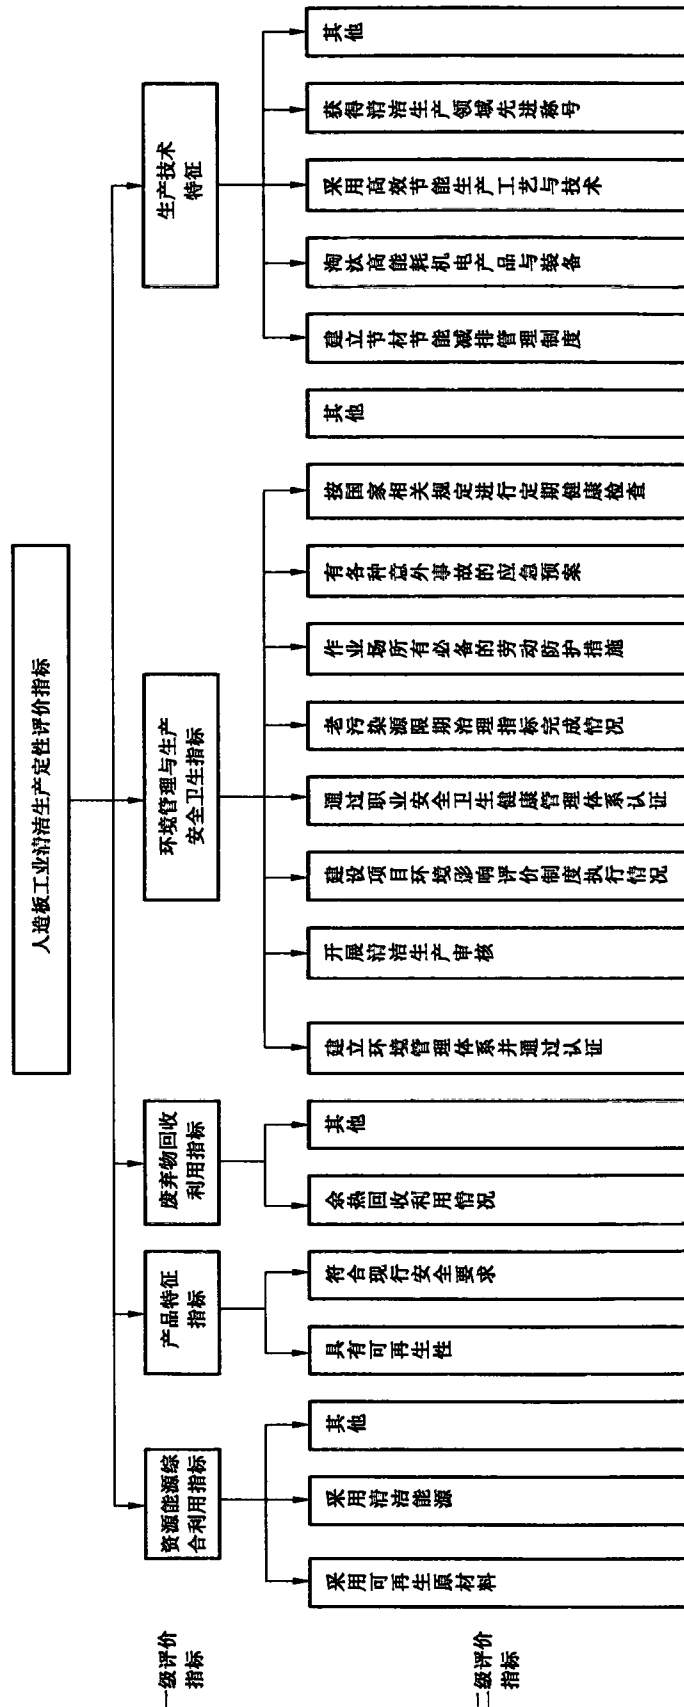 人造板工业清洁生产定性评价指标
一级评价
指标
资源能源综
合利用指标
产品特征
指标
废弃物回收
利用指标
环境管理与生产
安全卫生指标
生产技术
特征
二级评价
指标
采用可再生原材料
采用清洁能源
其他
具有可再生性
符合现行安全要求
余热回收利用情况
其他
建立环境管理体系并通过认证
开展清洁生产审核
建设项目环境影响评价制度执行情况
通过职业安全卫生健康管理体系认证
老污染源限期治理指标完成情况
作业场所有必备的劳动防护措施
有各种意外事故的应急预案
按国家相关规定进行定期健康检查
其他
建立节材节能减排管理制度
淘汰高能耗机电产品与装备
采用高效节能生产工艺与技术
获得清洁生产领域先进称号
其他